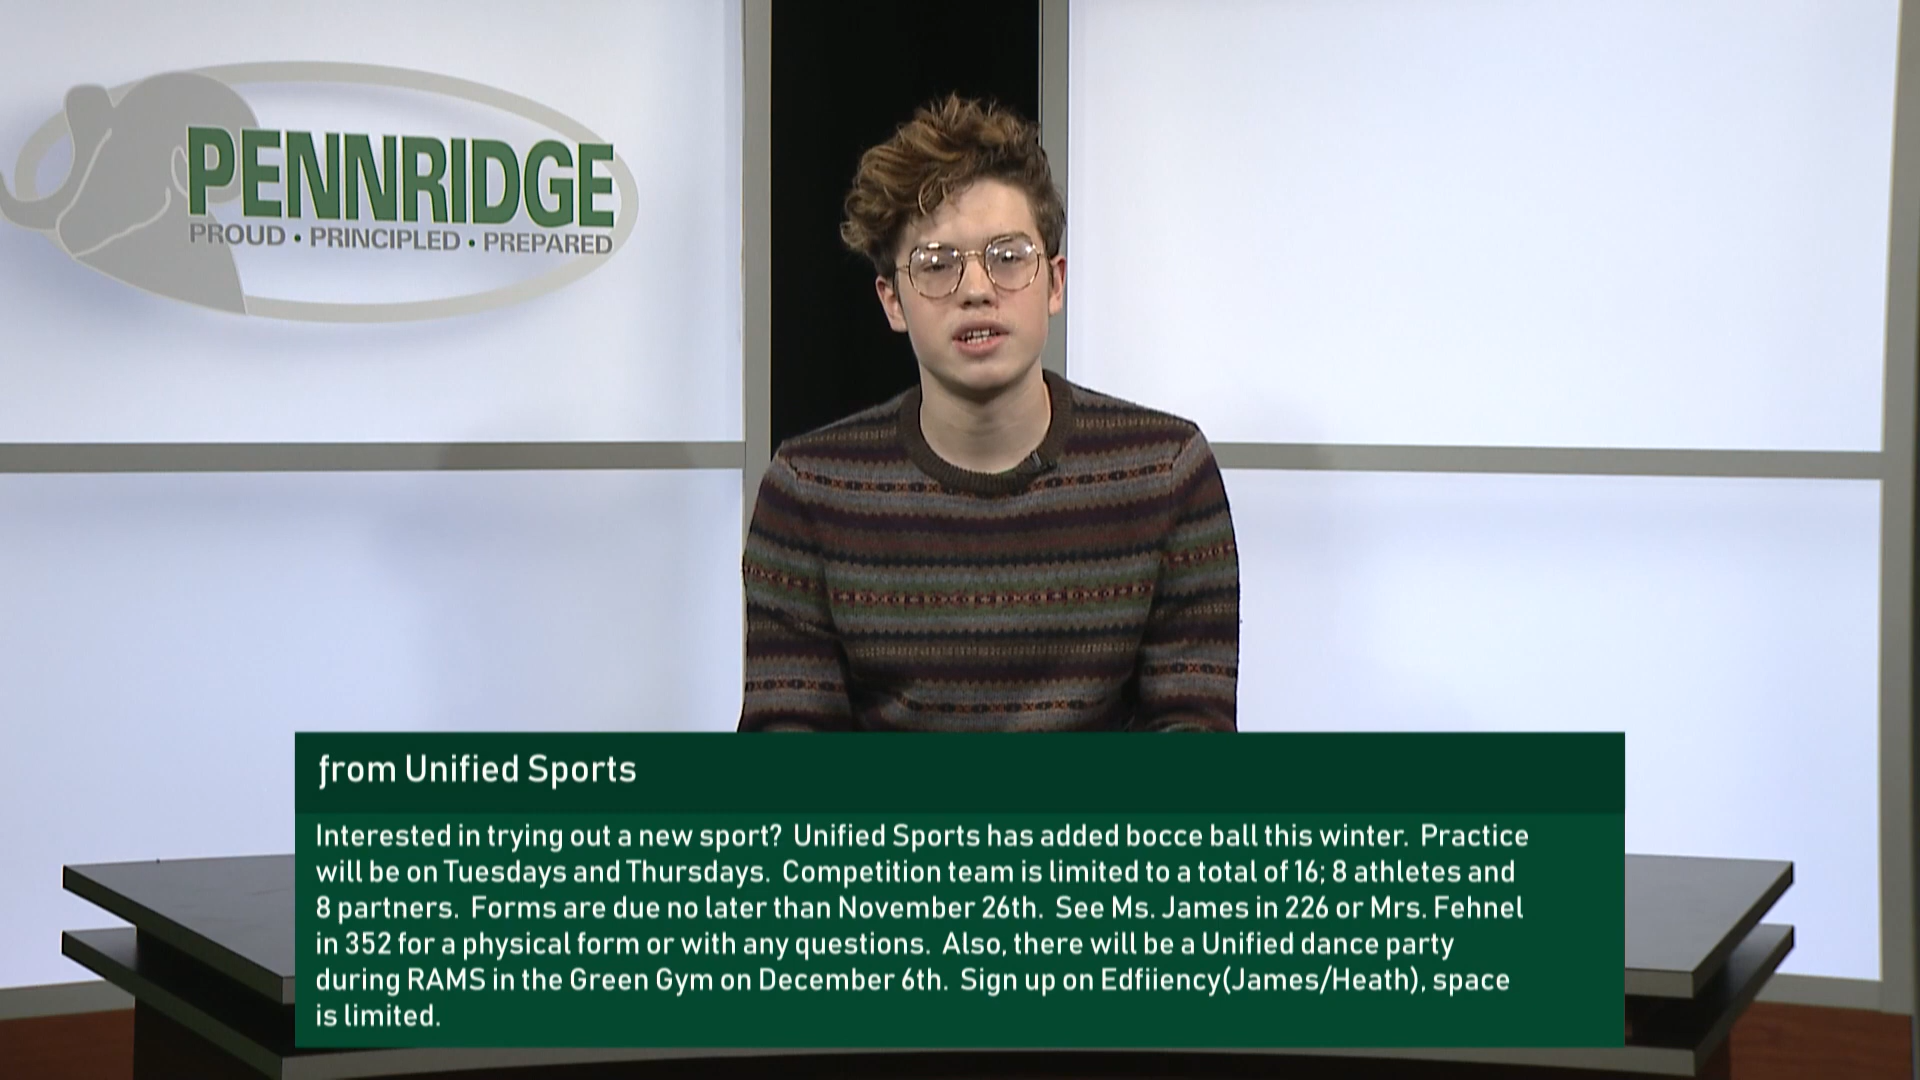 PENNRIDGE
PROUD • PRINCIPLED • PREPARED
from Unified Sports
Interested in trying out a new sport? Unified Sports has added bocce ball this winter. Practice
will be on Tuesdays and Thursdays. Competition team is limited to a total of 16; 8 athletes and
8 partners. Forms are due no later than November 26th. See Ms. James in 226 or Mrs. Fehnel
in 352 for a physical form or with any questions. Also, there will be a Unified dance party
during RAMS in the Green Gym on December 6th. Sign up on Edfiiency(James/Heath), space
is limited.